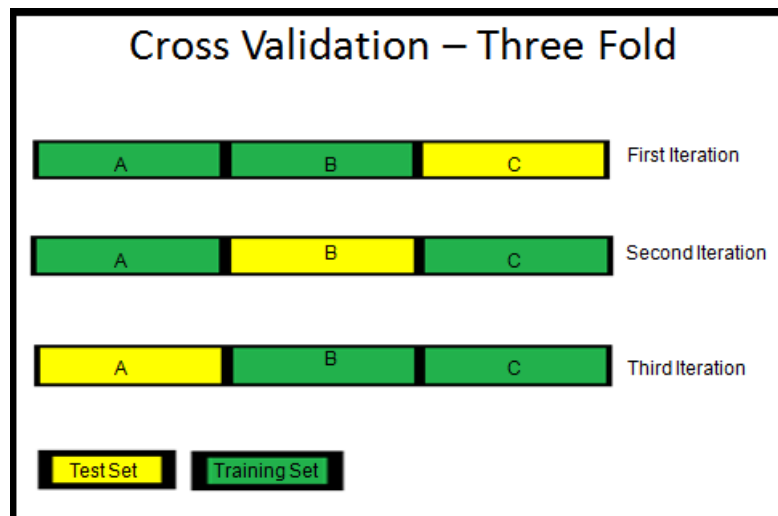 Cross Validation – Three Fold
A B C First Iteration
A B C Second Iteration
A B C Third Iteration
Test Set Training Set